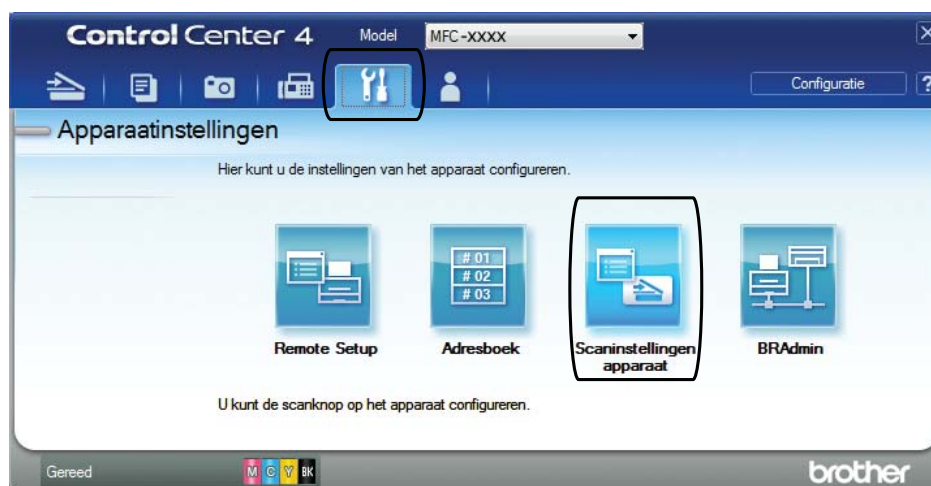 Control Center 4 Model MFC-XXXX
Configuratie ?
Apparaatinstellingen
Hier kunt u de instellingen van het apparaat configureren.
# 01
# 02
# 03
Remote Setup Adresboek Scaninstellingen apparaat BRAdmin
U kunt de scanknop op het apparaat configureren.
Gereed M C Y BK brother